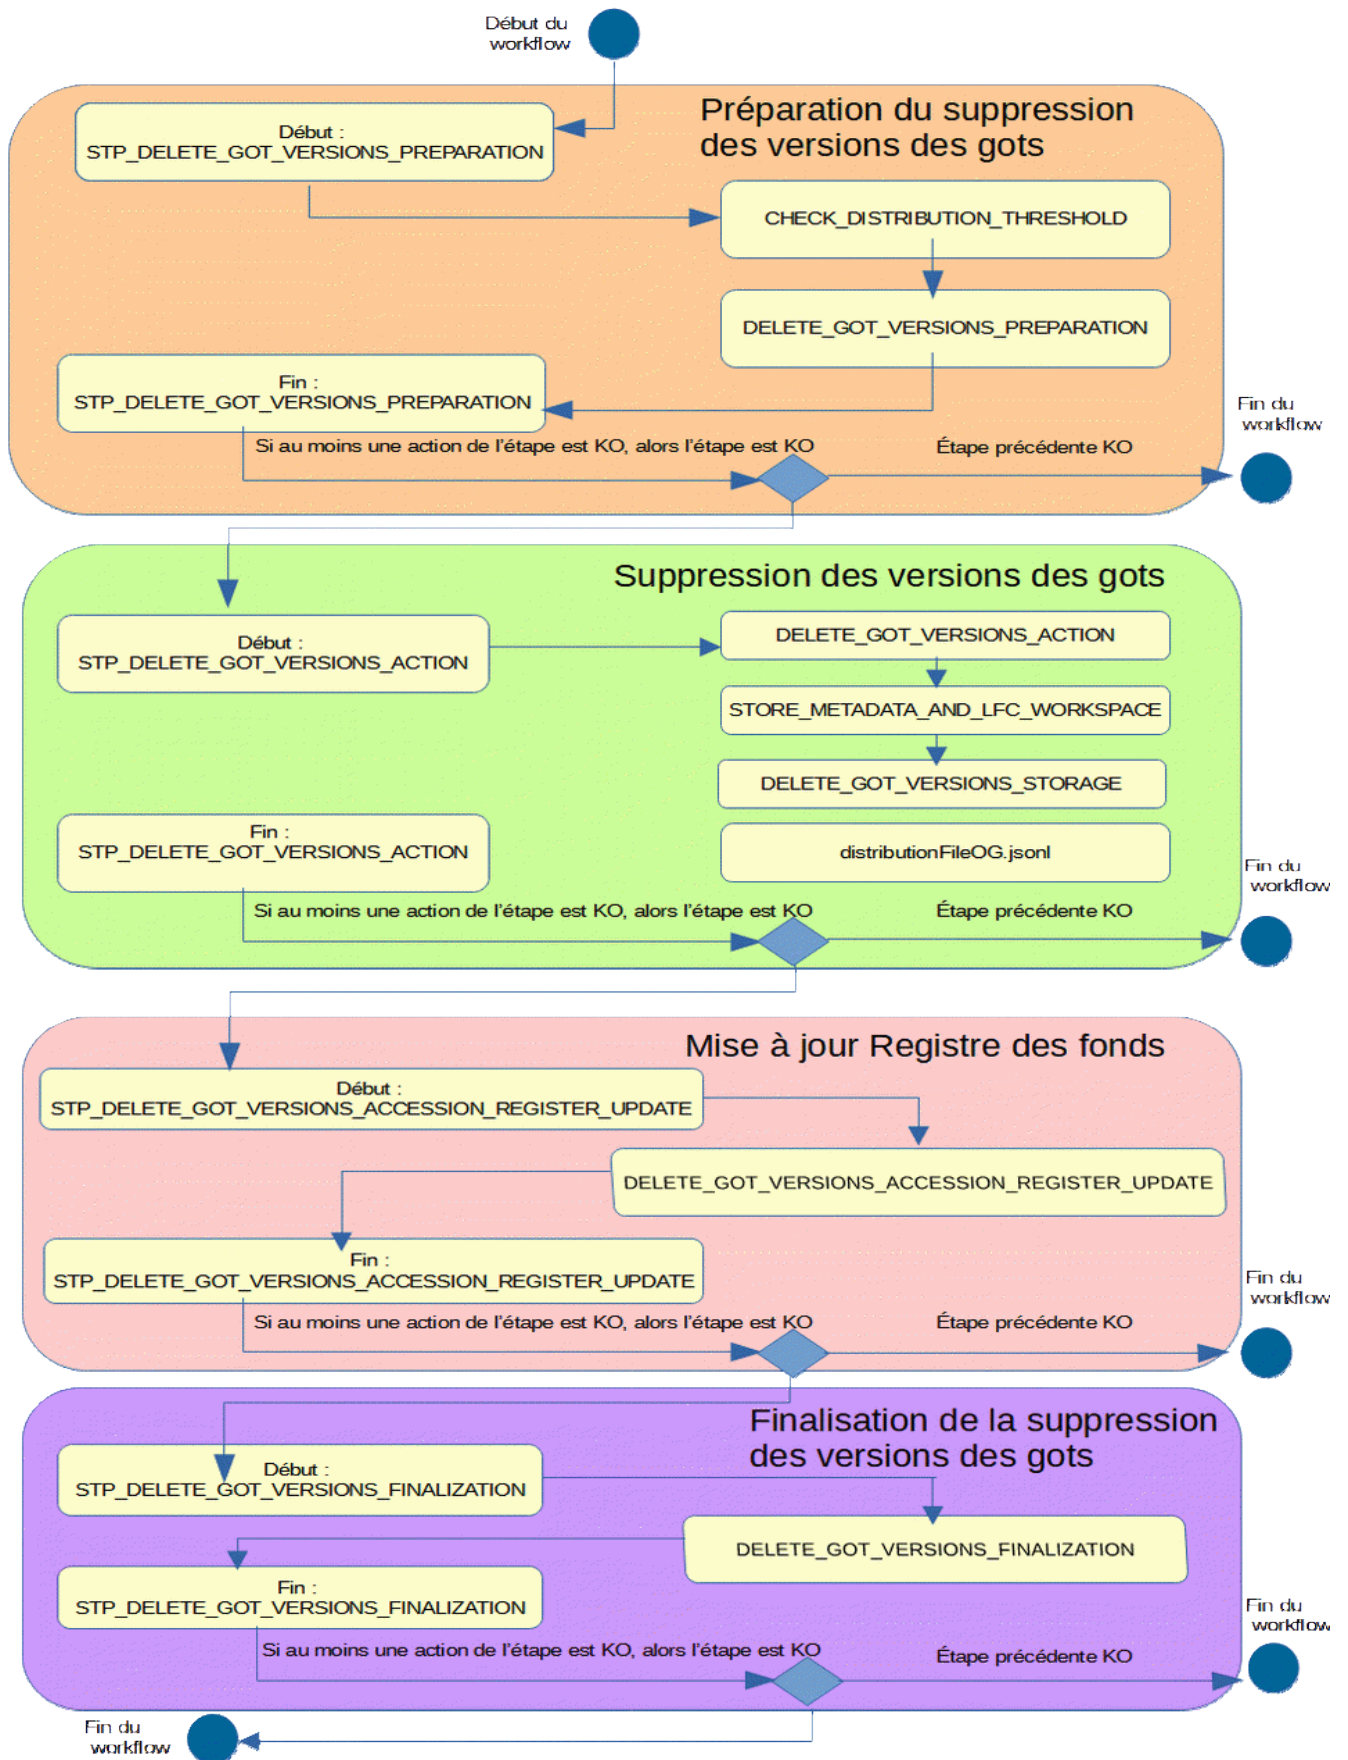 Début du
workflow
Préparation du suppression
des versions des gots
Début :
STP_DELETE_GOT_VERSIONS_PREPARATION
CHECK_DISTRIBUTION_THRESHOLD
DELETE_GOT_VERSIONS_PREPARATION
Fin :
STP_DELETE_GOT_VERSIONS_PREPARATION
Si au moins une action de l'étape est KO, alors l'étape est KO
Étape précédente KO
Fin du
workflow
Suppression des versions des gots
Début :
STP_DELETE_GOT_VERSIONS_ACTION
DELETE_GOT_VERSIONS_ACTION
STORE_METADATA_AND_LFC_WORKSPACE
DELETE_GOT_VERSIONS_STORAGE
Fin :
STP_DELETE_GOT_VERSIONS_ACTION
distributionFileOG.jsonl
Si au moins une action de l'étape est KO, alors l'étape est KO
Étape précédente KO
Fin du
workflow
Mise à jour Registre des fonds
Début :
STP_DELETE_GOT_VERSIONS_ACCESSION_REGISTER_UPDATE
DELETE_GOT_VERSIONS_ACCESSION_REGISTER_UPDATE
Fin :
STP_DELETE_GOT_VERSIONS_ACCESSION_REGISTER_UPDATE
Si au moins une action de l'étape est KO, alors l'étape est KO
Étape précédente KO
Fin du
workflow
Finalisation de la suppression
des versions des gots
Début :
STP_DELETE_GOT_VERSIONS_FINALIZATION
DELETE_GOT_VERSIONS_FINALIZATION
Fin :
STP_DELETE_GOT_VERSIONS_FINALIZATION
Si au moins une action de l'étape est KO, alors l'étape est KO
Étape précédente KO
Fin du
workflow
Fin du
workflow